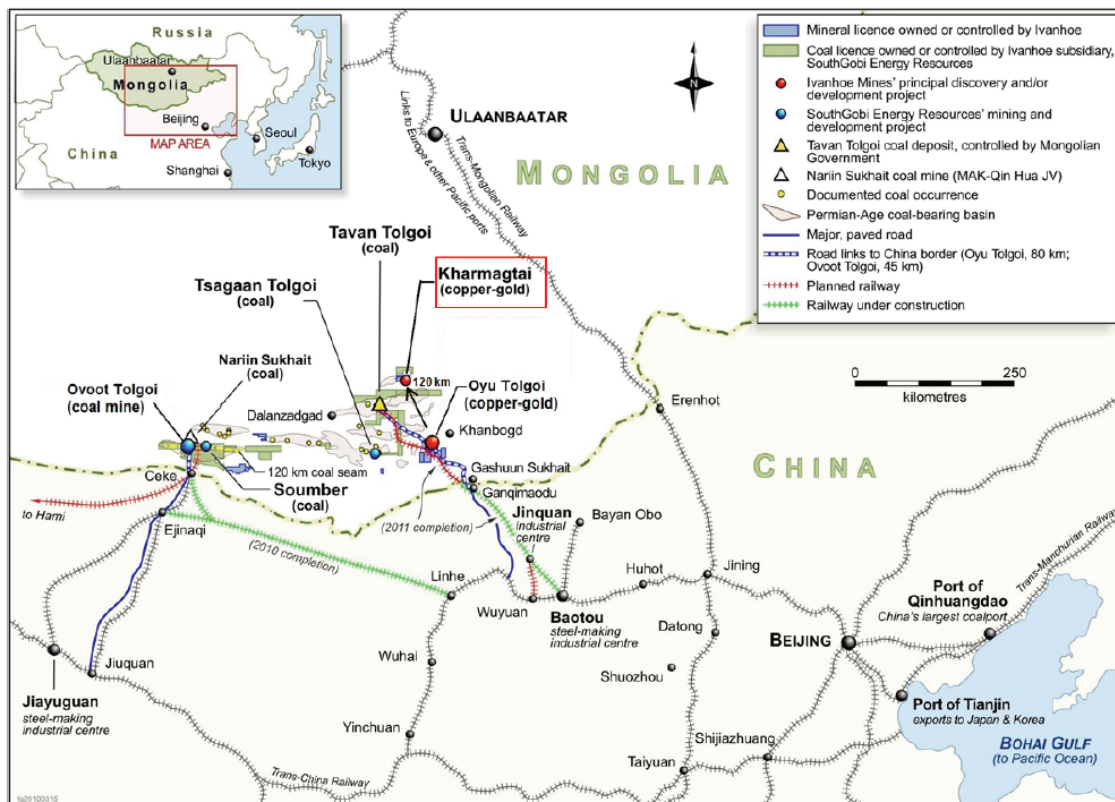 Russia
Ulaanbaatar
Mongolia
Beijing
MAP AREA
Seoul
China
Shanghai
Tokyo
Mineral licence owned or controlled by Ivanhoe
Coal licence owned or controlled by Ivanhoe subsidiary,
SouthGobi Energy Resources
Ivanhoe Mines' principal discovery and/or
development project
SouthGobi Energy Resources' mining and
development project
Tavan Tolgoi coal deposit, controlled by Mongolian
Government
Nariin Sukhait coal mine (MAK-Qin Hua JV)
Documented coal occurrence
Permian-Age coal-bearing basin
Major, paved road
Road links to China border (Oyu Tolgoi, 80 km;
Ovoot Tolgoi, 45 km)
Planned railway
Railway under construction
N
ULAANBAATAR
Links to Europe & other Pacific ports
Trans-Mongolian Railway
MONGOLIA
Tavan Tolgoi
(coal)
Kharmagtai
(copper-gold)
Tsagaan Tolgoi
(coal)
Nariin Sukhait
(coal)
Ovoot Tolgoi
(coal mine)
120 km
Oyu Tolgoi
(copper-gold)
0
250
kilometres
Dalanzadgad
Khanbogd
Erenhot
120 km coal seam
Ceke
Soumber
(coal)
Gashuun Sukhait
Ganqimaodu
CHINA
to Hami
Ejinaqi
(2010 completion)
(2011 completion)
Jinquan
industrial
centre
Bayan Obo
Linhe
Wuyuan
Huhot
Jining
Baotou
steel-making
industrial centre
Datong
BEIJING
Port of
Qinhuangdao
China's largest coalport
Trans-Manchurian Railway
Wuhai
Shuozhou
Jiuquan
Jiayuguan
steel-making
industrial centre
Port of Tianjin
exports to Japan & Korea
Yinchuan
Shijiazhuang
BOHAI GULF
(to Pacific Ocean)
Taiyuan
Trans-China Railway
fa20100315